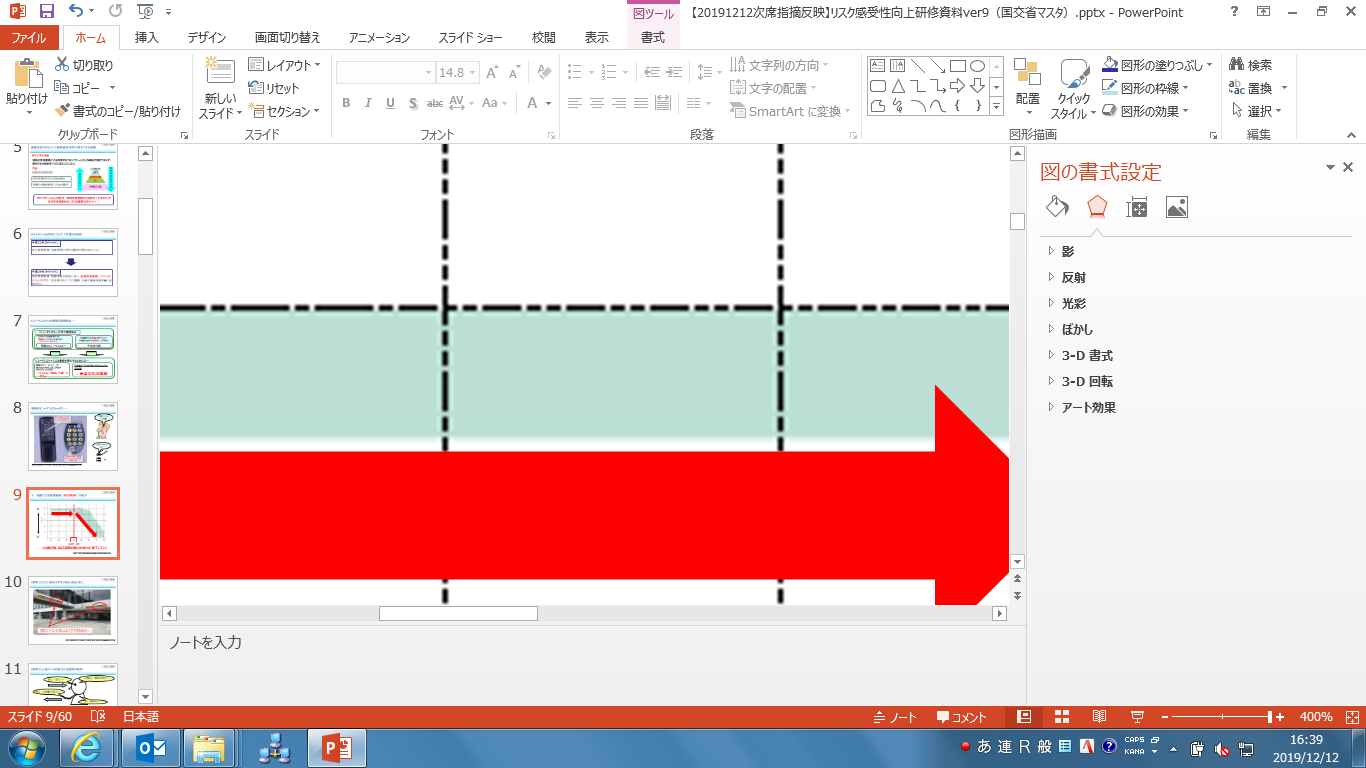 図ツール
【20191212次席指摘反映】リスク感受性向上研修資料ver9（国交省マスタ）.pptx - PowerPoint
ファイル
ホーム
挿入
デザイン
画面切り替え
アニメーション
スライド ショー
校閲
表示
書式
貼り付け
切り取り
コピー
書式のコピー/貼り付け
クリップボード
新しい
スライド
レイアウト
リセット
セクション
スライド
14.8
B I U S abc AV Aa A
フォント
文字列の方向
文字の配置
SmartArt に変換
段落
配置
クイック
スタイル
図形の塗りつぶし
図形の枠線
図形の効果
図形描画
検索
置換
選択
編集
5
6
7
8
9
10
11
図の書式設定
影
反射
光彩
ぼかし
3-D 書式
3-D 回転
アート効果
ノートを入力
スライド 9/60
日本語
ノート
コメント
400%
あ 連 R 般
CAPS
KANA
16:39
2019/12/12